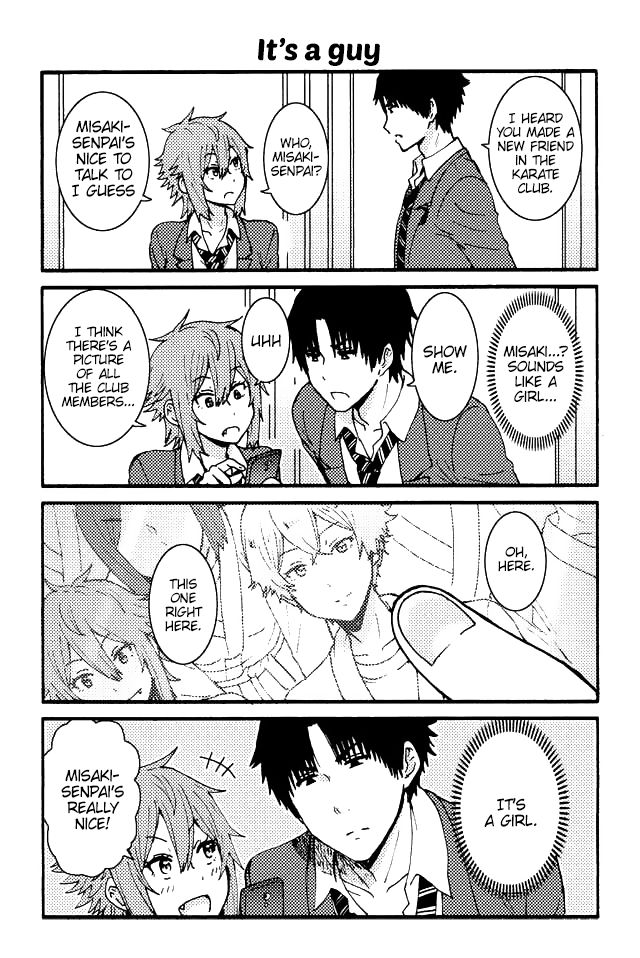 It's a guy
I HEARD
YOU MADE A
NEW FRIEND
IN THE
KARATE
CLUB.
WHO,
MISAKI-
SENPAI?
MISAKI-
SENPAI'S
NICE TO
TALK TO
I GUESS
MISAKI...?
SOUNDS
LIKE A
GIRL...
SHOW
ME.
UHH
I THINK
THERE'S A
PICTURE
OF ALL
THE CLUB
MEMBERS...
OH,
HERE.
THIS
ONE
RIGHT
HERE.
IT'S
A GIRL.
MISAKI-
SENPAI'S
REALLY
NICE!